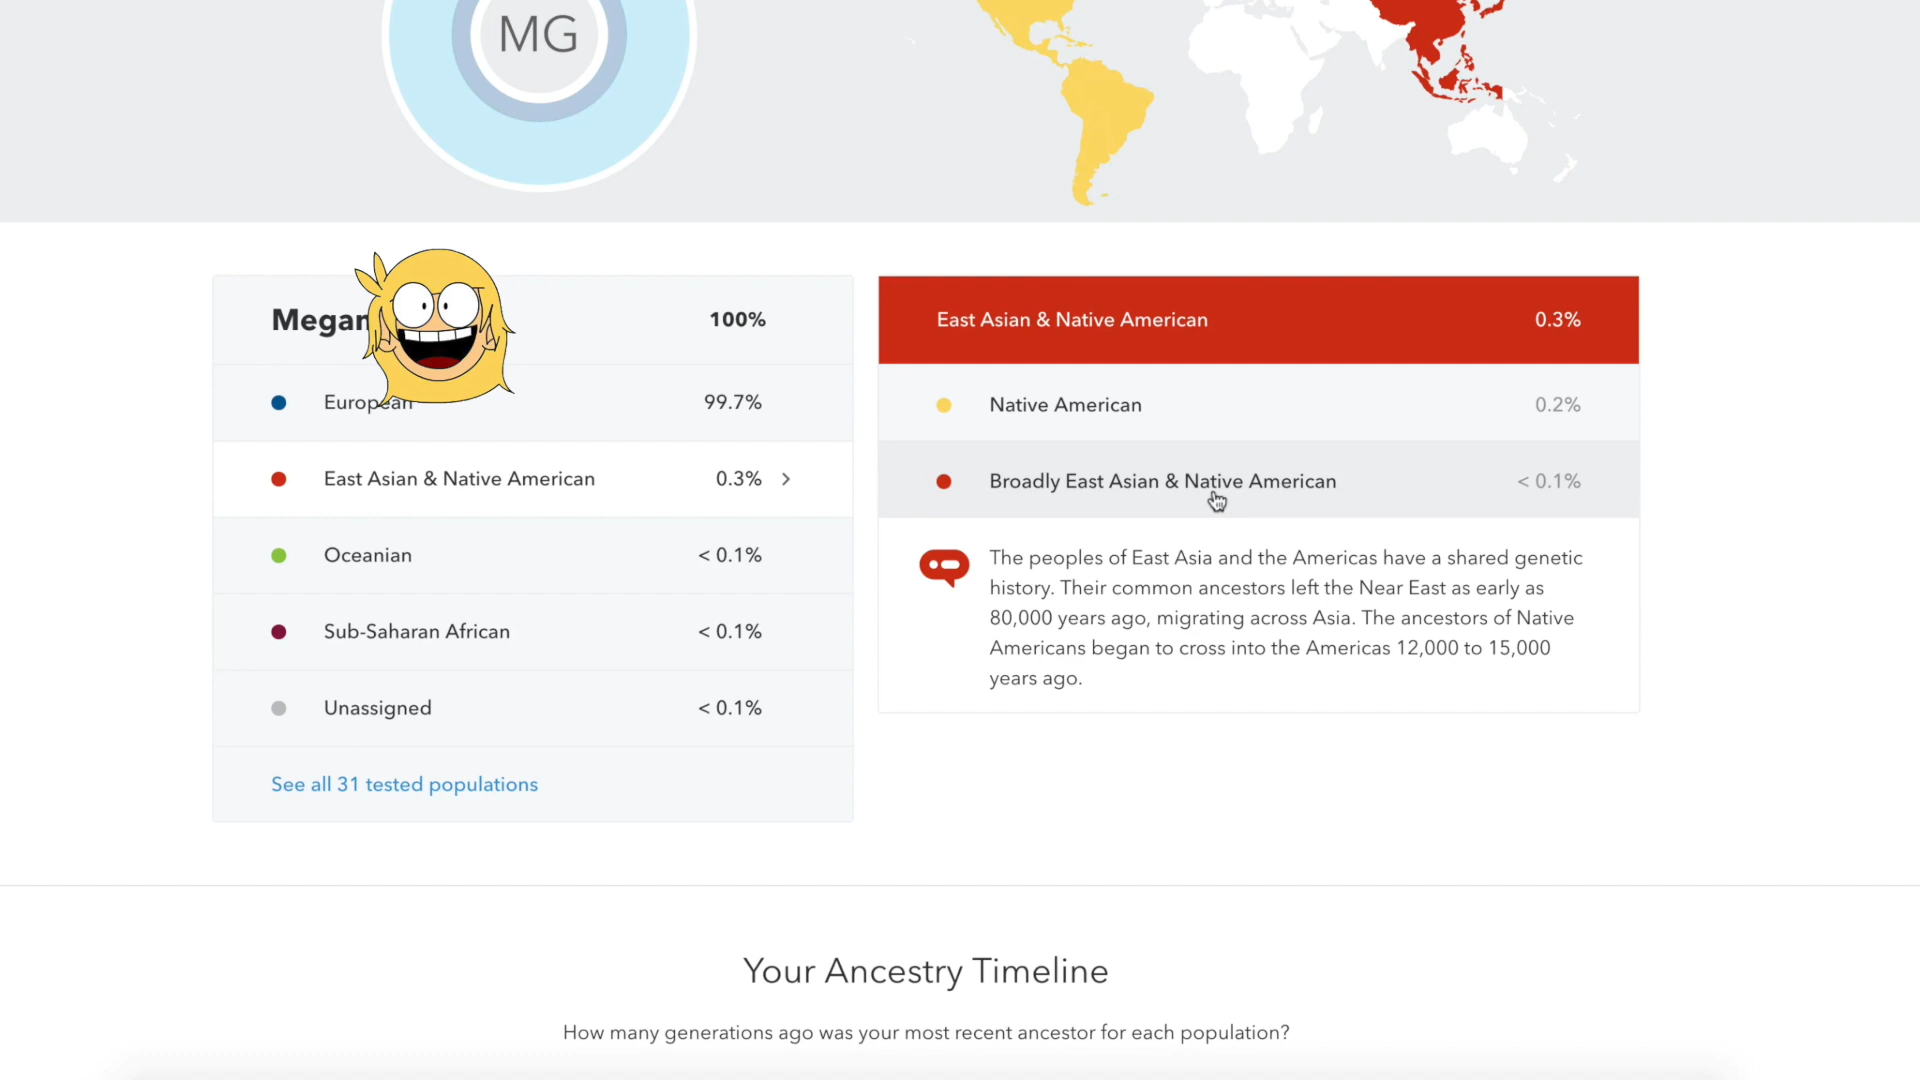 MG
Megan
100%
European
99.7%
East Asian & Native American
0.3%
Oceanian
< 0.1%
Sub-Saharan African
< 0.1%
Unassigned
< 0.1%
See all 31 tested populations
East Asian & Native American
0.3%
Native American
0.2%
Broadly East Asian & Native American
< 0.1%
The peoples of East Asia and the Americas have a shared genetic
history. Their common ancestors left the Near East as early as
80,000 years ago, migrating across Asia. The ancestors of Native
Americans began to cross into the Americas 12,000 to 15,000
years ago.
Your Ancestry Timeline
How many generations ago was your most recent ancestor for each population?